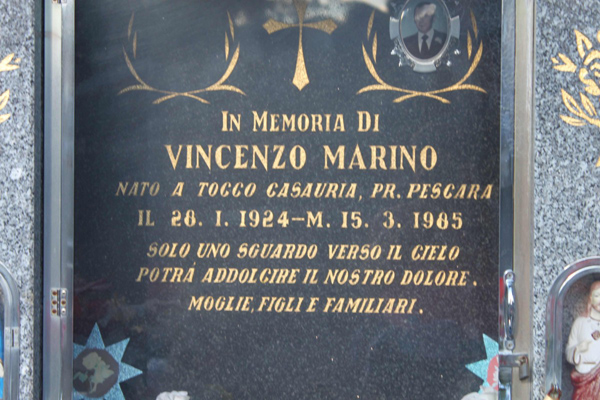 IN MEMORIA DI
VINCENZO MARINO
NATO A TOCCO CASAURIA, PR. PESCARA
IL 28. 1. 1924-M. 15. 3. 1985
SOLO UNO SGUARDO VERSO IL CIELO
POTRÁ ADDOLCIRE IL NOSTRO DOLORE.
MOGLIE, FIGLI E FAMILIARI.